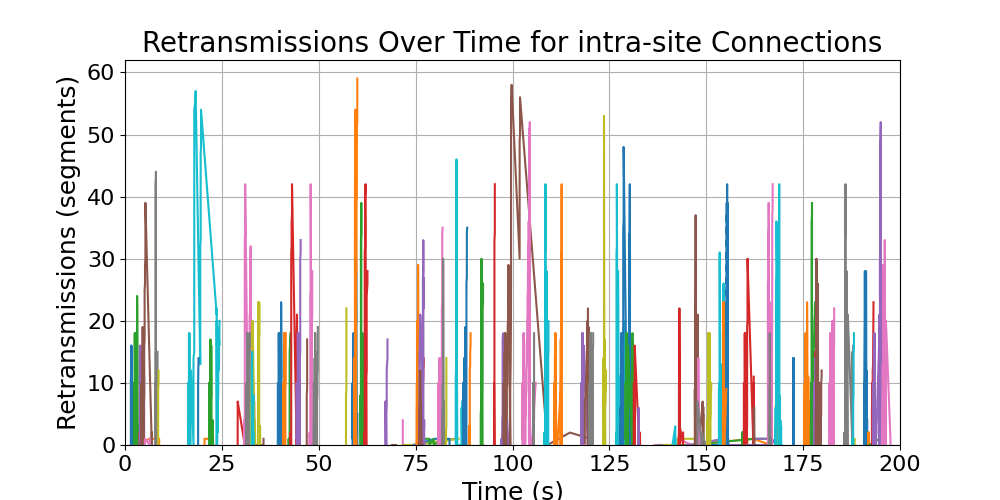 Retransmissions Over Time for intra-site Connections
Retransmissions (segments)
60
50
40
30
20
10
0
0 25 50 75 100 125 150 175 200
Time (s)